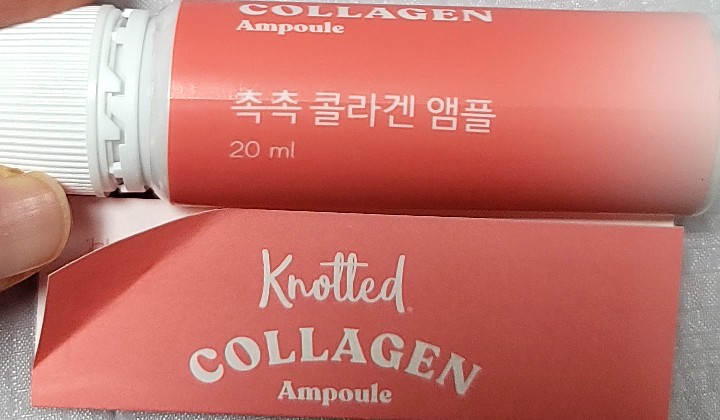 COLLAGEN
Ampoule
촉촉 콜라겐 앰플
20 ml
Knotted
COLLAGEN
Ampoule